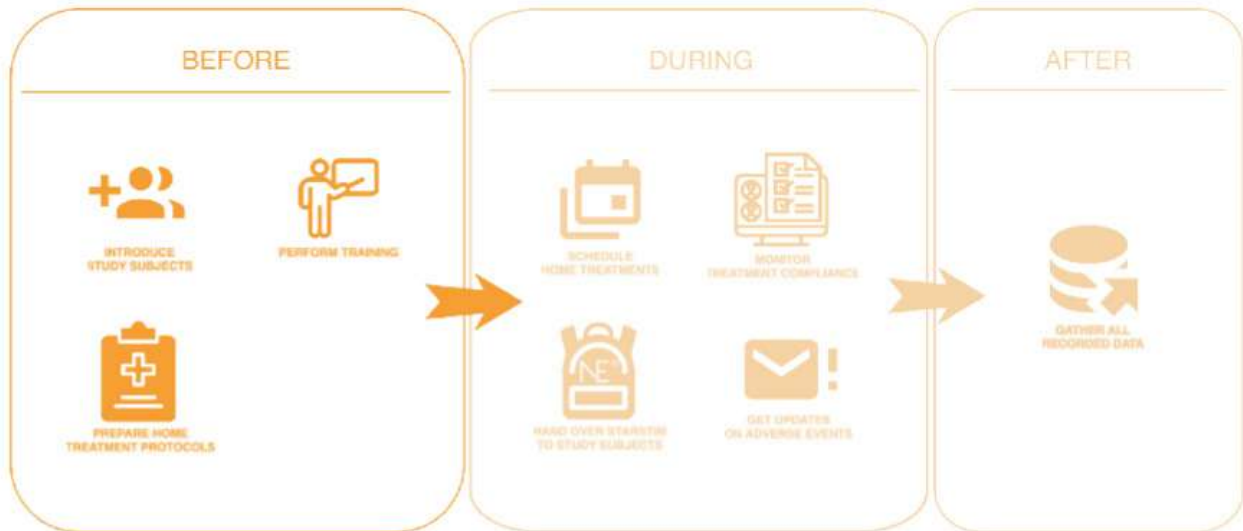 BEFORE
INTRODUCE
STUDY SUBJECTS
PERFORM TRAINING
PREPARE HOME
TREATMENT PROTOCOLS
DURING
SCHEDULE
HOME TREATMENTS
MONITOR
TREATMENT COMPLIANCE
NE
HAND OVER STARSTIM
TO STUDY SUBJECTS
GET UPDATES
ON ADVERSE EVENTS
AFTER
GATHER ALL
RECORDED DATA